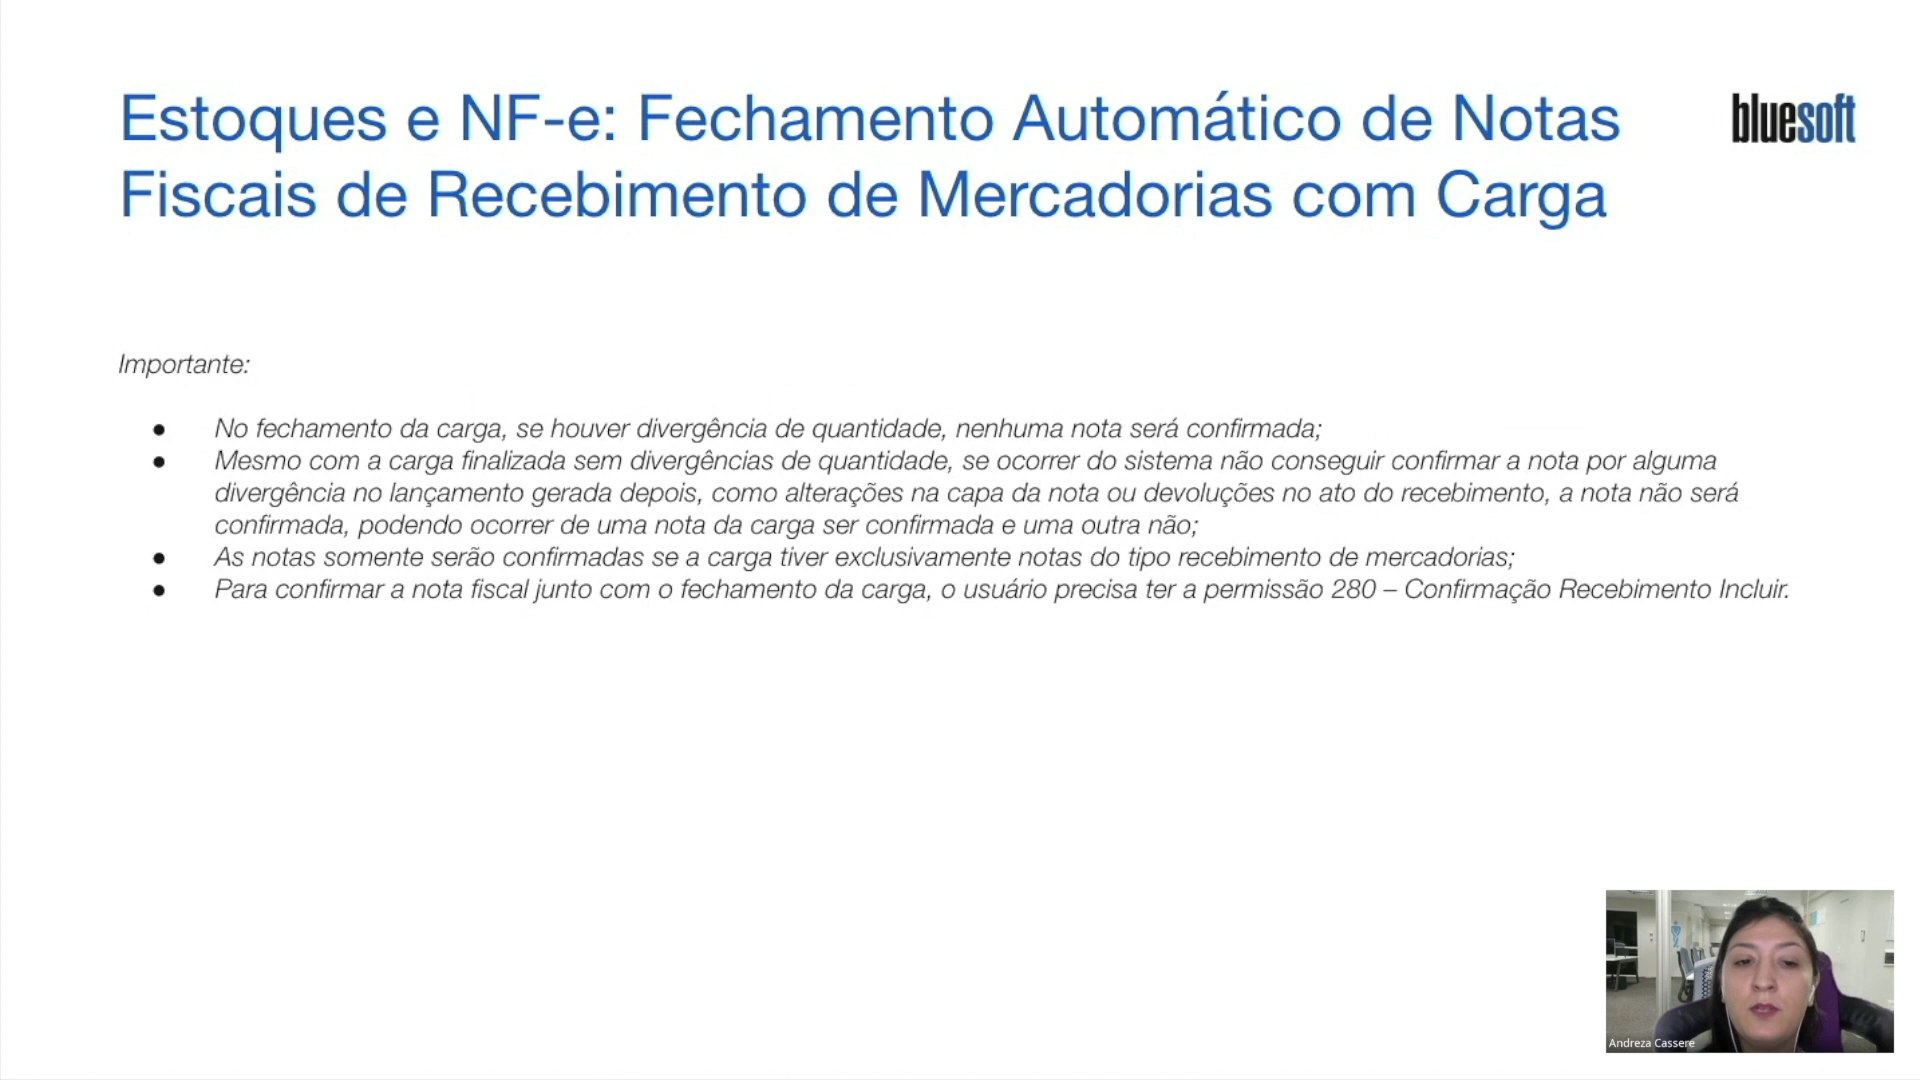 Estoques e NF-e: Fechamento Automático de Notas
Fiscais de Recebimento de Mercadorias com Carga
bluesoft
Importante:
● No fechamento da carga, se houver divergência de quantidade, nenhuma nota será confirmada;
● Mesmo com a carga finalizada sem divergências de quantidade, se ocorrer do sistema não conseguir confirmar a nota por alguma
divergência no lançamento gerada depois, como alterações na capa da nota ou devoluções no ato do recebimento, a nota não será
confirmada, podendo ocorrer de uma nota da carga ser confirmada e uma outra não;
● As notas somente serão confirmadas se a carga tiver exclusivamente notas do tipo recebimento de mercadorias;
● Para confirmar a nota fiscal junto com o fechamento da carga, o usuário precisa ter a permissão 280 – Confirmação Recebimento Incluir.
Andreza Cassere